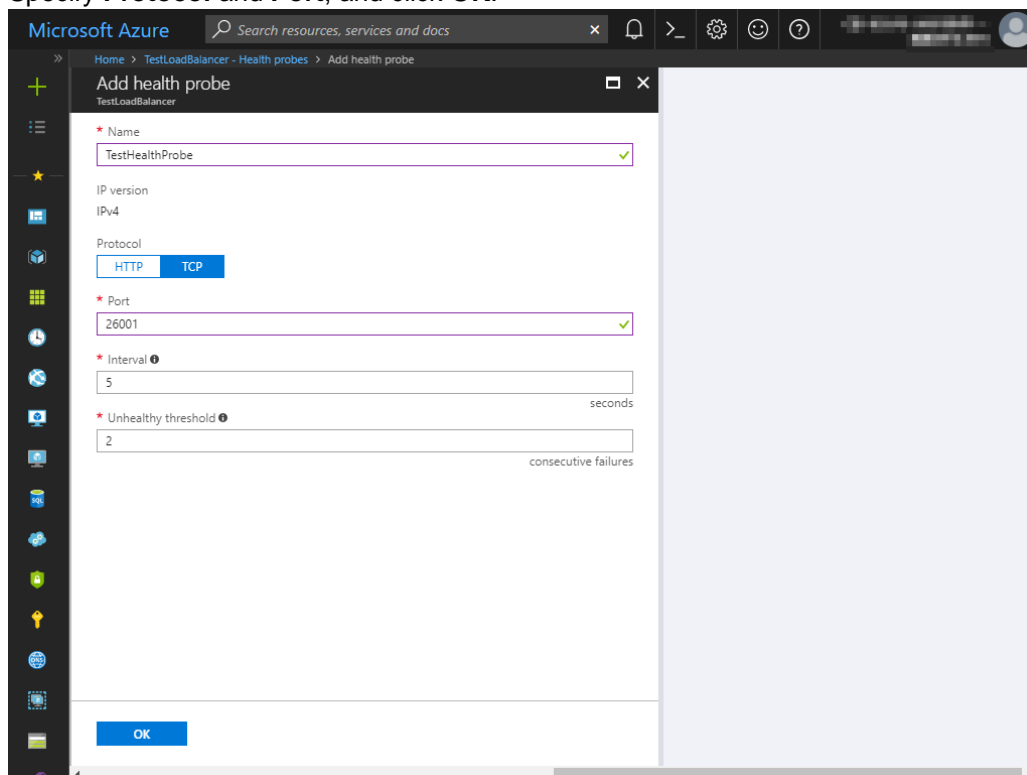 Specify Protocol and Port, and click OK.
Microsoft Azure
Search resources, services and docs
Home > TestLoadBalancer - Health probes > Add health probe
Add health probe
TestLoadBalancer
* Name
TestHealthProbe
IP version
IPv4
Protocol
HTTP TCP
* Port
26001
* Interval
5
seconds
* Unhealthy threshold
2
consecutive failures
SQL
DNS
OK